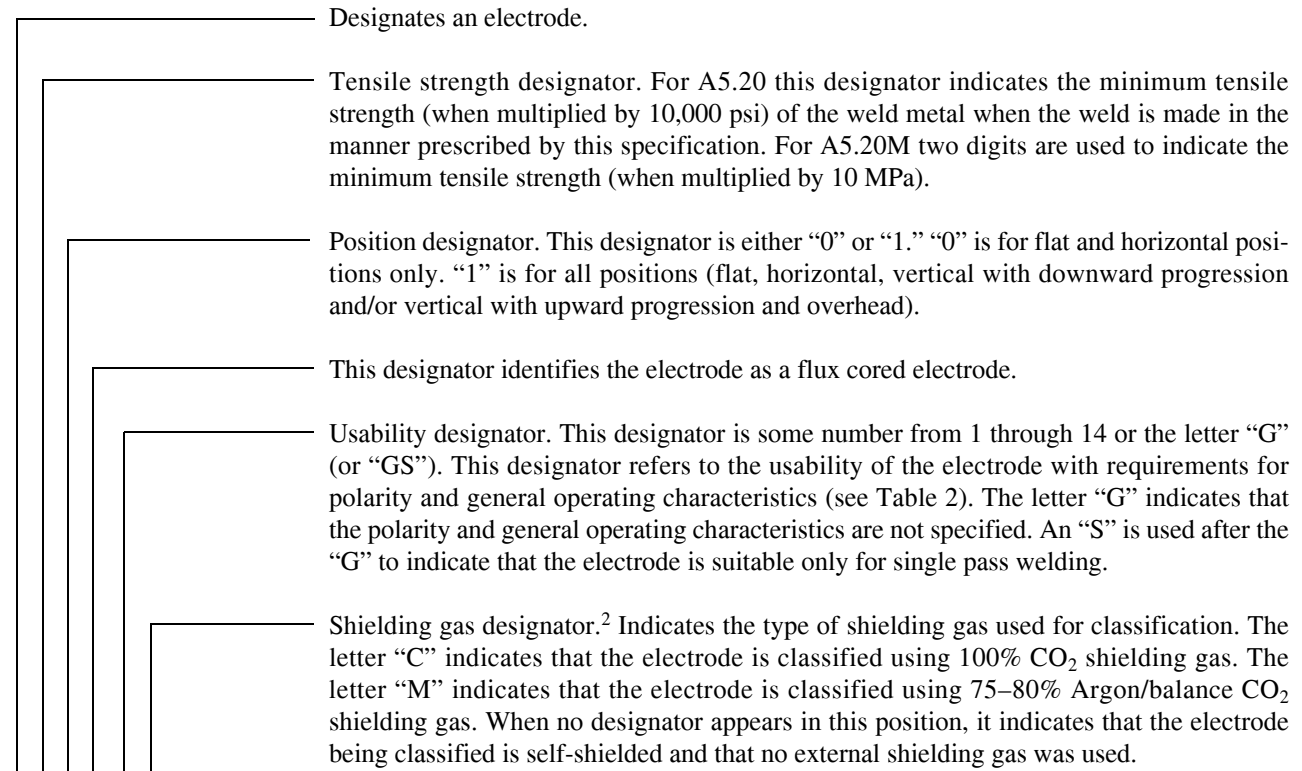 Designates an electrode.
Tensile strength designator. For A5.20 this designator indicates the minimum tensile
strength (when multiplied by 10,000 psi) of the weld metal when the weld is made in the
manner prescribed by this specification. For A5.20M two digits are used to indicate the
minimum tensile strength (when multiplied by 10 MPa).
Position designator. This designator is either “0” or “1.” “0” is for flat and horizontal posi-
tions only. “1” is for all positions (flat, horizontal, vertical with downward progression
and/or vertical with upward progression and overhead).
This designator identifies the electrode as a flux cored electrode.
Usability designator. This designator is some number from 1 through 14 or the letter “G”
(or “GS”). This designator refers to the usability of the electrode with requirements for
polarity and general operating characteristics (see Table 2). The letter “G” indicates that
the polarity and general operating characteristics are not specified. An “S” is used after the
“G” to indicate that the electrode is suitable only for single pass welding.
Shielding gas designator.² Indicates the type of shielding gas used for classification. The
letter “C” indicates that the electrode is classified using 100% CO₂ shielding gas. The
letter “M” indicates that the electrode is classified using 75–80% Argon/balance CO₂
shielding gas. When no designator appears in this position, it indicates that the electrode
being classified is self-shielded and that no external shielding gas was used.